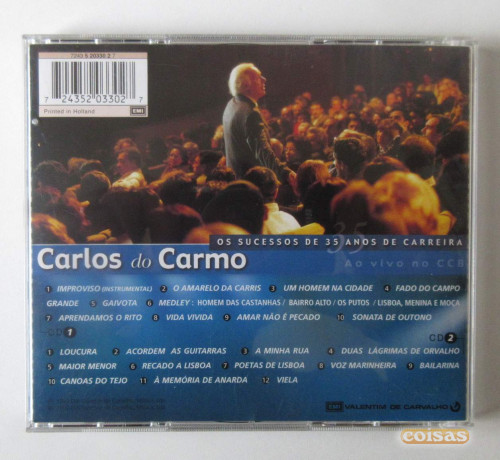 7243 5 20330 2 7
7 24352 03302 7
Printed in Holland EMI
OS SUCESSOS DE 35 ANOS DE CARREIRA
35
Carlos do Carmo Ao vivo no CCB
1 IMPROVISO (INSTRUMENTAL) 2 O AMARELO DA CARRIS 3 UM HOMEM NA CIDADE 4 FADO DO CAMPO
GRANDE 5 GAIVOTA 6 MEDLEY: HOMEM DAS CASTANHAS / BAIRRO ALTO / OS PUTOS / LISBOA, MENINA E MOÇA
7 APRENDAMOS O RITO 8 VIDA VIVIDA 9 AMAR NÃO É PECADO 10 SONATA DE OUTONO
CD 1
CD 2
1 LOUCURA 2 ACORDEM AS GUITARRAS 3 A MINHA RUA 4 DUAS LÁGRIMAS DE ORVALHO
5 MAIOR MENOR 6 RECADO A LISBOA 7 POETAS DE LISBOA 8 VOZ MARINHEIRA 9 BAILARINA
10 CANOAS DO TEJO 11 À MEMÓRIA DE ANARDA 12 VIELA
EMI VALENTIM DE CARVALHO
coisas